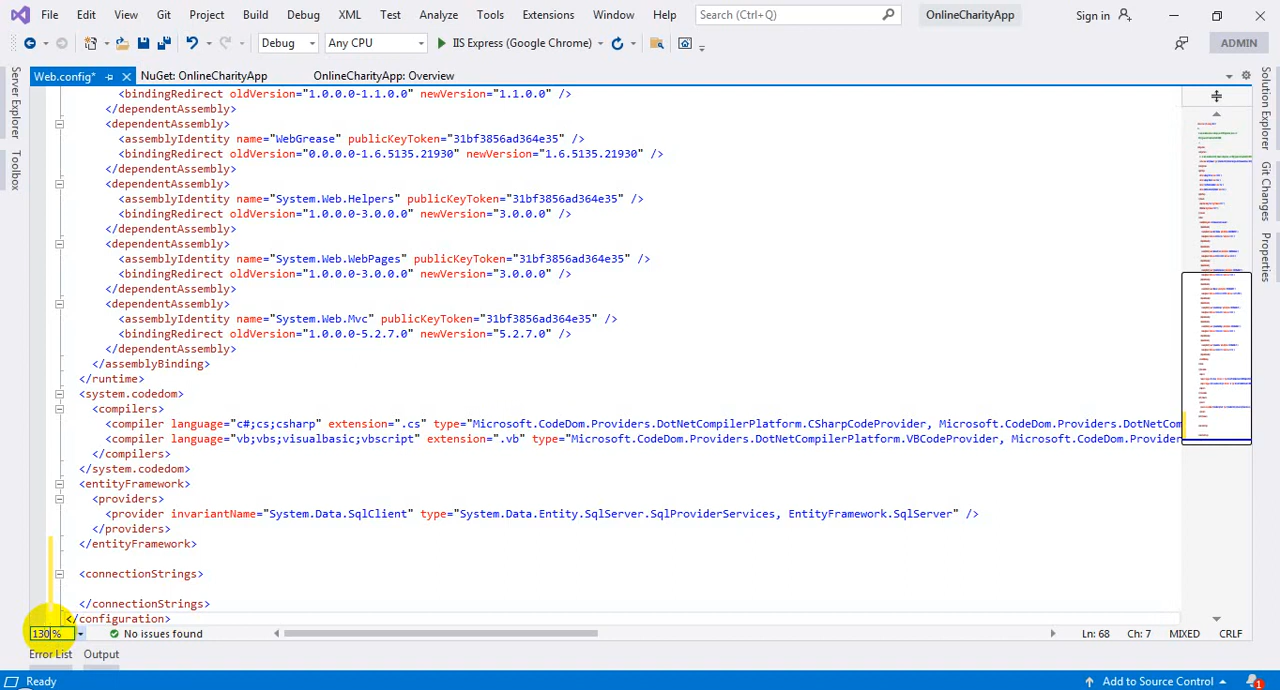 File Edit View Git Project Build Debug XML Test Analyze Tools Extensions Window Help Search (Ctrl+Q) OnlineCharityApp Sign in
Debug Any CPU IIS Express (Google Chrome) ADMIN
Web.config* NuGet: OnlineCharityApp OnlineCharityApp: Overview
Server Explorer
Toolbox
<bindingRedirect oldVersion="1.0.0.0-1.1.0.0" newVersion="1.1.0.0" />
</dependentAssembly>
<dependentAssembly>
<assemblyIdentity name="WebGrease" publicKeyToken="31bf3856ad364e35" />
<bindingRedirect oldVersion="0.0.0.0-1.6.5135.21930" newVersion="1.6.5135.21930" />
</dependentAssembly>
<dependentAssembly>
<assemblyIdentity name="System.Web.Helpers" publicKeyToken="31bf3856ad364e35" />
<bindingRedirect oldVersion="1.0.0.0-3.0.0.0" newVersion="3.0.0.0" />
</dependentAssembly>
<dependentAssembly>
<assemblyIdentity name="System.Web.WebPages" publicKeyToken="31bf3856ad364e35" />
<bindingRedirect oldVersion="1.0.0.0-3.0.0.0" newVersion="3.0.0.0" />
</dependentAssembly>
<dependentAssembly>
<assemblyIdentity name="System.Web.Mvc" publicKeyToken="31bf3856ad364e35" />
<bindingRedirect oldVersion="1.0.0.0-5.2.7.0" newVersion="5.2.7.0" />
</dependentAssembly>
</assemblyBinding>
</runtime>
<system.codedom>
<compilers>
<compiler language="c#;cs;csharp" extension=".cs" type="Microsoft.CodeDom.Providers.DotNetCompilerPlatform.CSharpCodeProvider, Microsoft.CodeDom.Providers.DotNetCom
<compiler language="vb;vbs;visualbasic;vbscript" extension=".vb" type="Microsoft.CodeDom.Providers.DotNetCompilerPlatform.VBCodeProvider, Microsoft.CodeDom.Provider
</compilers>
</system.codedom>
<entityFramework>
<providers>
<provider invariantName="System.Data.SqlClient" type="System.Data.Entity.SqlServer.SqlProviderServices, EntityFramework.SqlServer" />
</providers>
</entityFramework>
<connectionStrings>
</connectionStrings>
</configuration>
Solution Explorer
Git Changes
Properties
130 % No issues found Ln: 68 Ch: 7 MIXED CRLF
Error List Output
Ready Add to Source Control 1